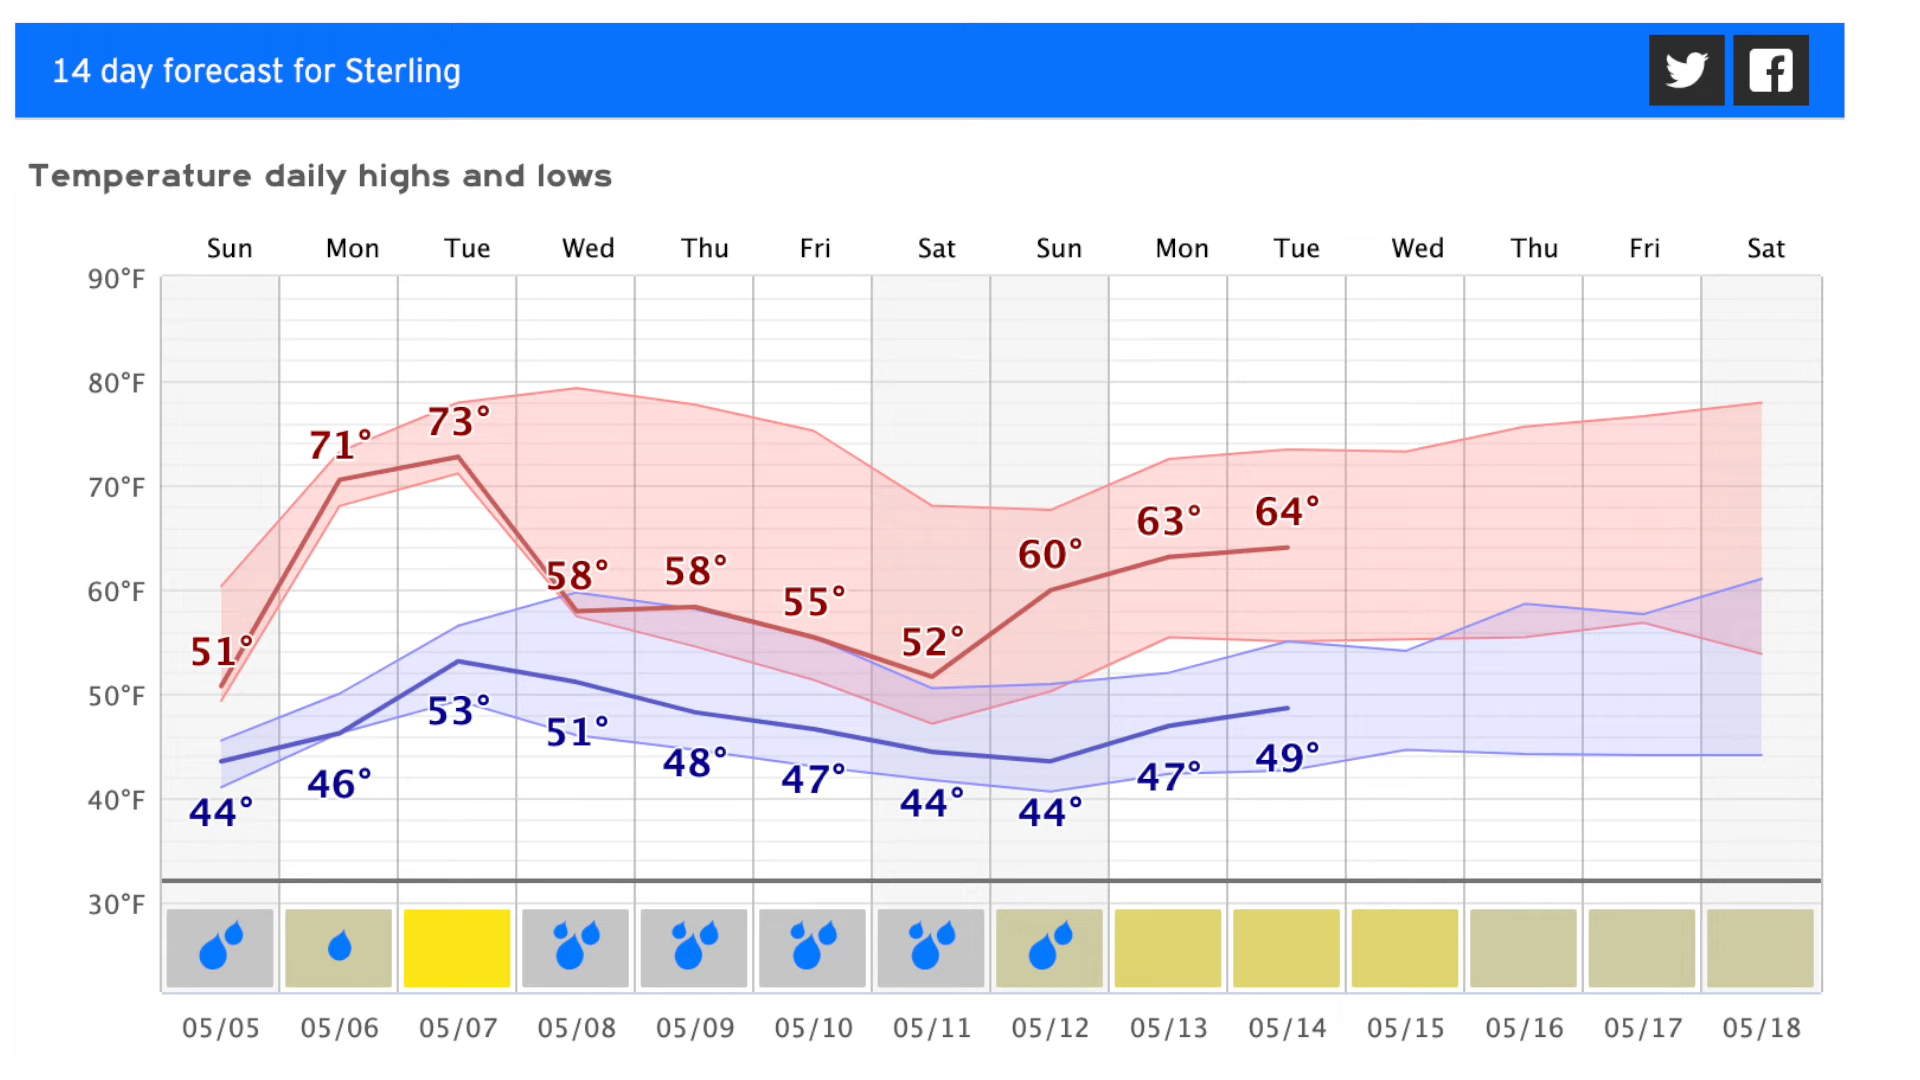 14 day forecast for Sterling
Temperature daily highs and lows
Sun Mon Tue Wed Thu Fri Sat Sun Mon Tue Wed Thu Fri Sat
90°F
80°F
70°F
60°F
50°F
40°F
30°F
51° 71° 73° 58° 58° 55° 52° 60° 63° 64°
44° 46° 53° 51° 48° 47° 44° 44° 47° 49°
05/05 05/06 05/07 05/08 05/09 05/10 05/11 05/12 05/13 05/14 05/15 05/16 05/17 05/18